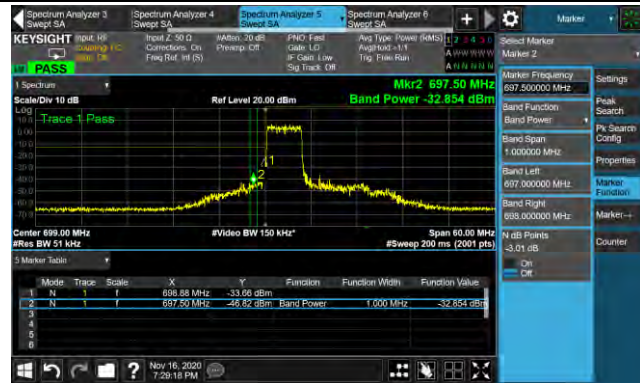 Spectrum Analyzer 3 Spectrum Analyzer 4 Spectrum Analyzer 5 Spectrum Analyzer 6 Marker
Swept SA Swept SA Swept SA Swept SA
KEYSIGHT Input: RF Input Z: 50 Ω #Atten: 20 dB PNO: Fast Avg Type: Power (RMS) 1 2 3 4 5 6 Select Marker
Corrections: On Preamp: Off Gate: LO Avg|Hold: >1/1 Marker 2
Freq Ref: Int (S) IF Gain: Low Trig: Free Run
Sig Track: Off
PASS
1 Spectrum Mkr2 697.50 MHz
Scale/Div 10 dB Ref Level 20.00 dBm Band Power -32.854 dBm
Log
Trace 1 Pass
1
2
Center 699.00 MHz #Video BW 150 kHz* Span 60.00 MHz
#Res BW 51 kHz #Sweep 200 ms (2001 pts)
5 Marker Table
Mode Trace Scale X Y Function Function Width Function Value
1 N 1 f 698.88 MHz -33.66 dBm
2 N 1 f 697.50 MHz -46.82 dBm Band Power 1.000 MHz -32.854 dBm
3
4
5
6
Nov 16, 2020
7:29:18 PM
Marker Frequency
697.500000 MHz
Band Function
Band Power
Band Span
1.000000 MHz
Band Left
697.000000 MHz
Band Right
698.000000 MHz
N dB Points
-3.01 dB
On
Off
Settings
Peak
Search
Pk Search
Config
Properties
Marker
Function
Marker→
Counter